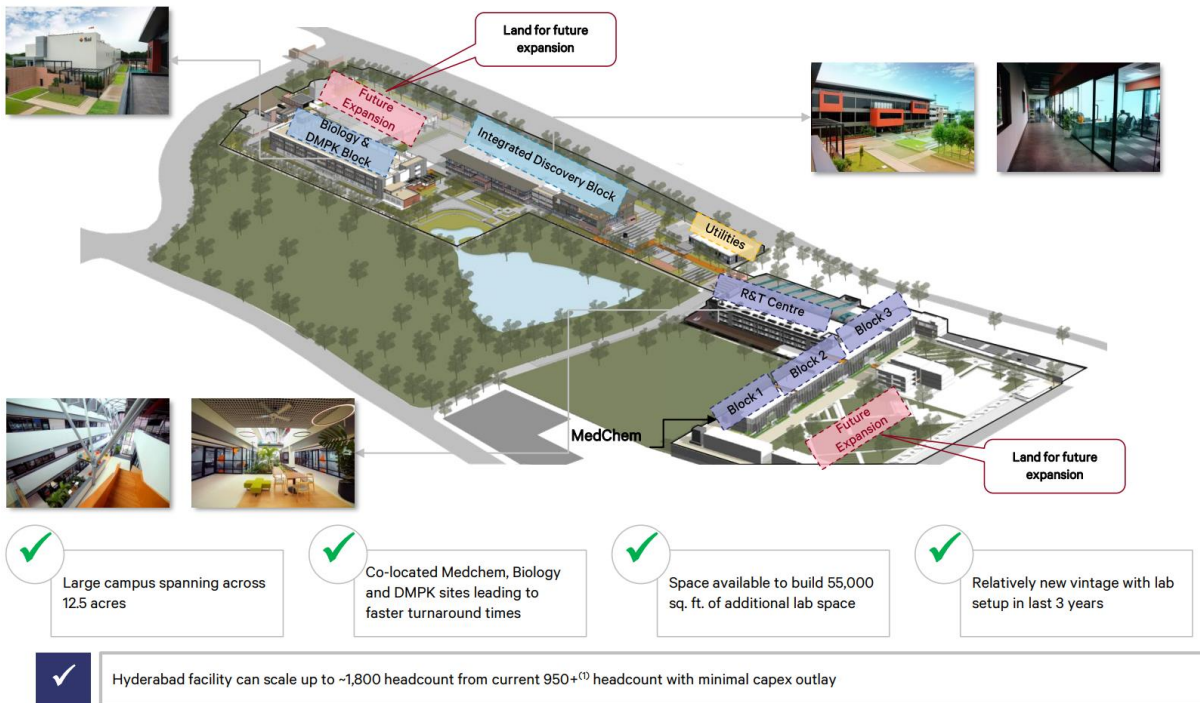 Land for future
expansion
Future
Expansion
Biology &
DMPK Block
Integrated Discovery Block
Utilities
R&T Centre
Block 3
Block 2
Block 1
MedChem
Future
Expansion
Land for future
expansion
Large campus spanning across
12.5 acres
Co-located Medchem, Biology
and DMPK sites leading to
faster turnaround times
Space available to build 55,000
sq. ft. of additional lab space
Relatively new vintage with lab
setup in last 3 years
Hyderabad facility can scale up to ~1,800 headcount from current 950+(1) headcount with minimal capex outlay